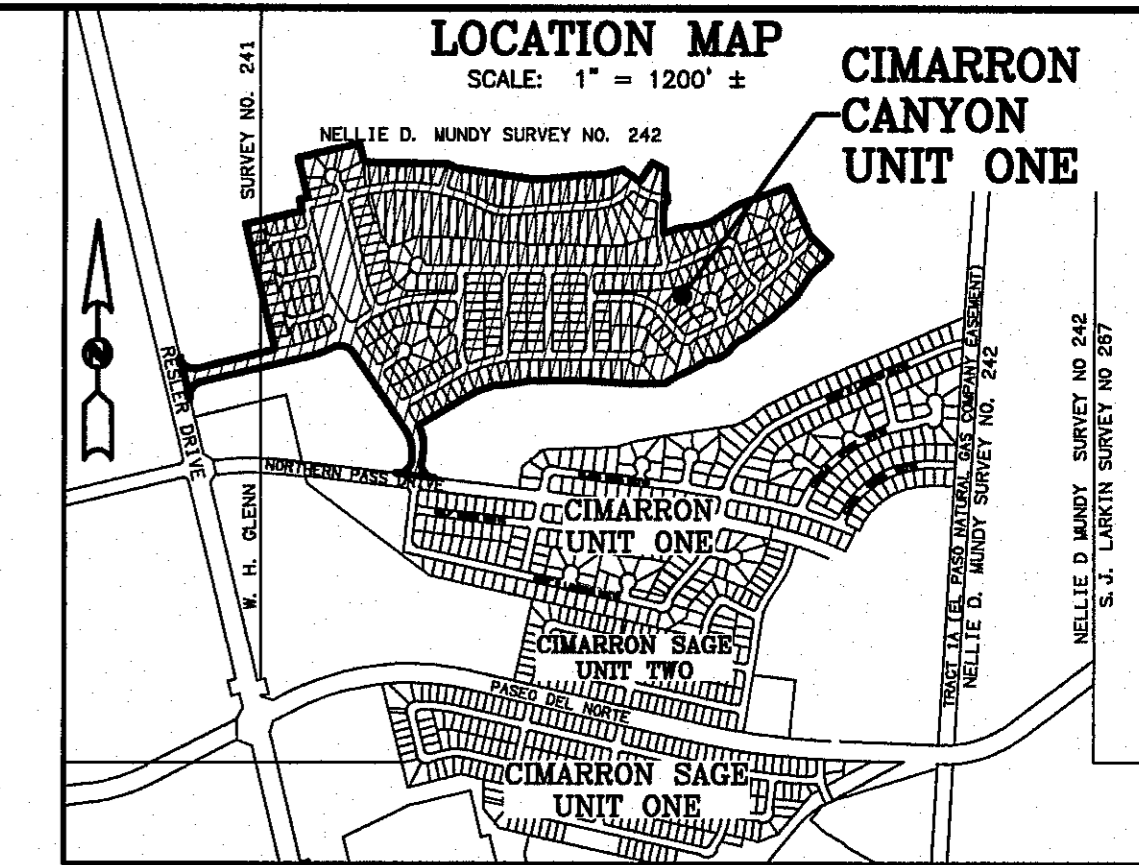 LOCATION MAP
SCALE: 1" = 1200' ±
CIMARRON
CANYON
UNIT ONE
NELLIE D. MUNDY SURVEY NO. 242
SURVEY NO. 241
W. H. GLENN
RESLER DRIVE
NORTHERN PASS DRIVE
CIMARRON
UNIT ONE
CIMARRON SAGE
UNIT TWO
PASEO DEL NORTE
CIMARRON SAGE
UNIT ONE
TRACT 1A (EL PASO NATURAL GAS COMPANY EASEMENT)
NELLIE D. MUNDY SURVEY NO. 242
NELLIE D MUNDY SURVEY NO 242
S. J. LARKIN SURVEY NO 267